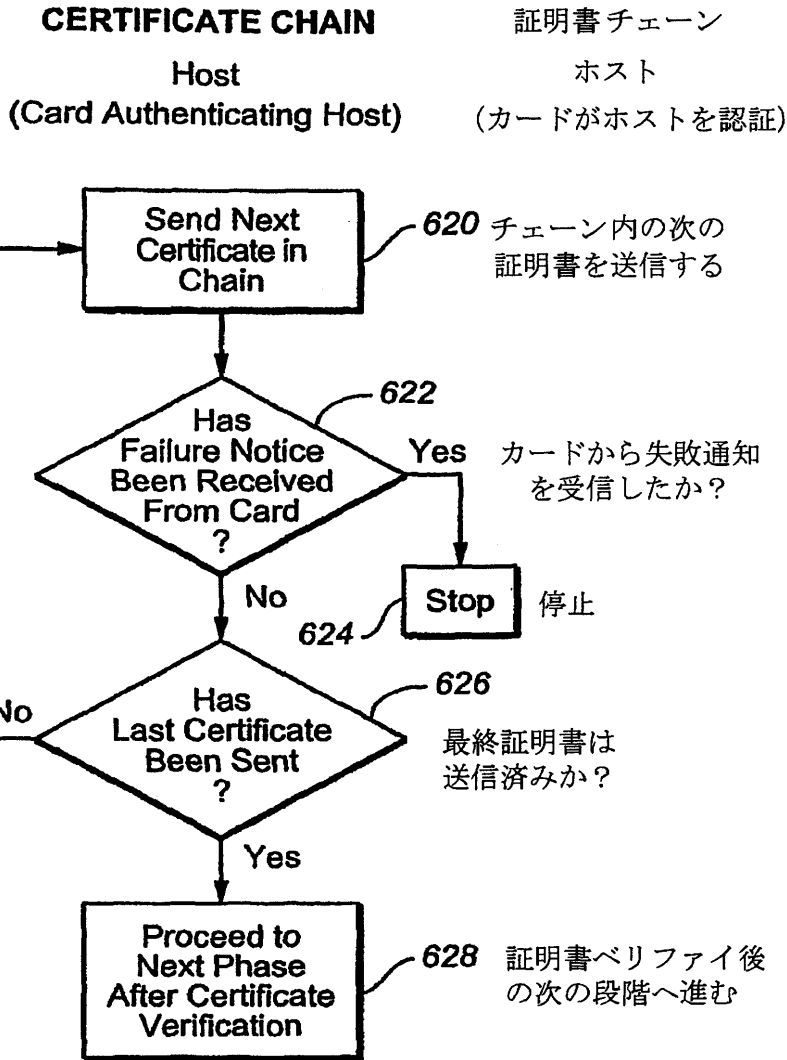 CERTIFICATE CHAIN
証明書チェーン
Host
ホスト
(Card Authenticating Host)
(カードがホストを認証)
Send Next
Certificate in
Chain
620
チェーン内の次の
証明書を送信する
622
Has
Failure Notice
Been Received
From Card
?
Yes
カードから失敗通知
を受信したか？
No
624
Stop
停止
626
No
Has
Last Certificate
Been Sent
?
最終証明書は
送信済みか？
Yes
Proceed to
Next Phase
After Certificate
Verification
628
証明書ベリファイ後
の次の段階へ進む